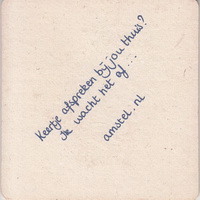 Keertje afspreken bij jou thuis?
Ik wacht het af...
amstel.nl